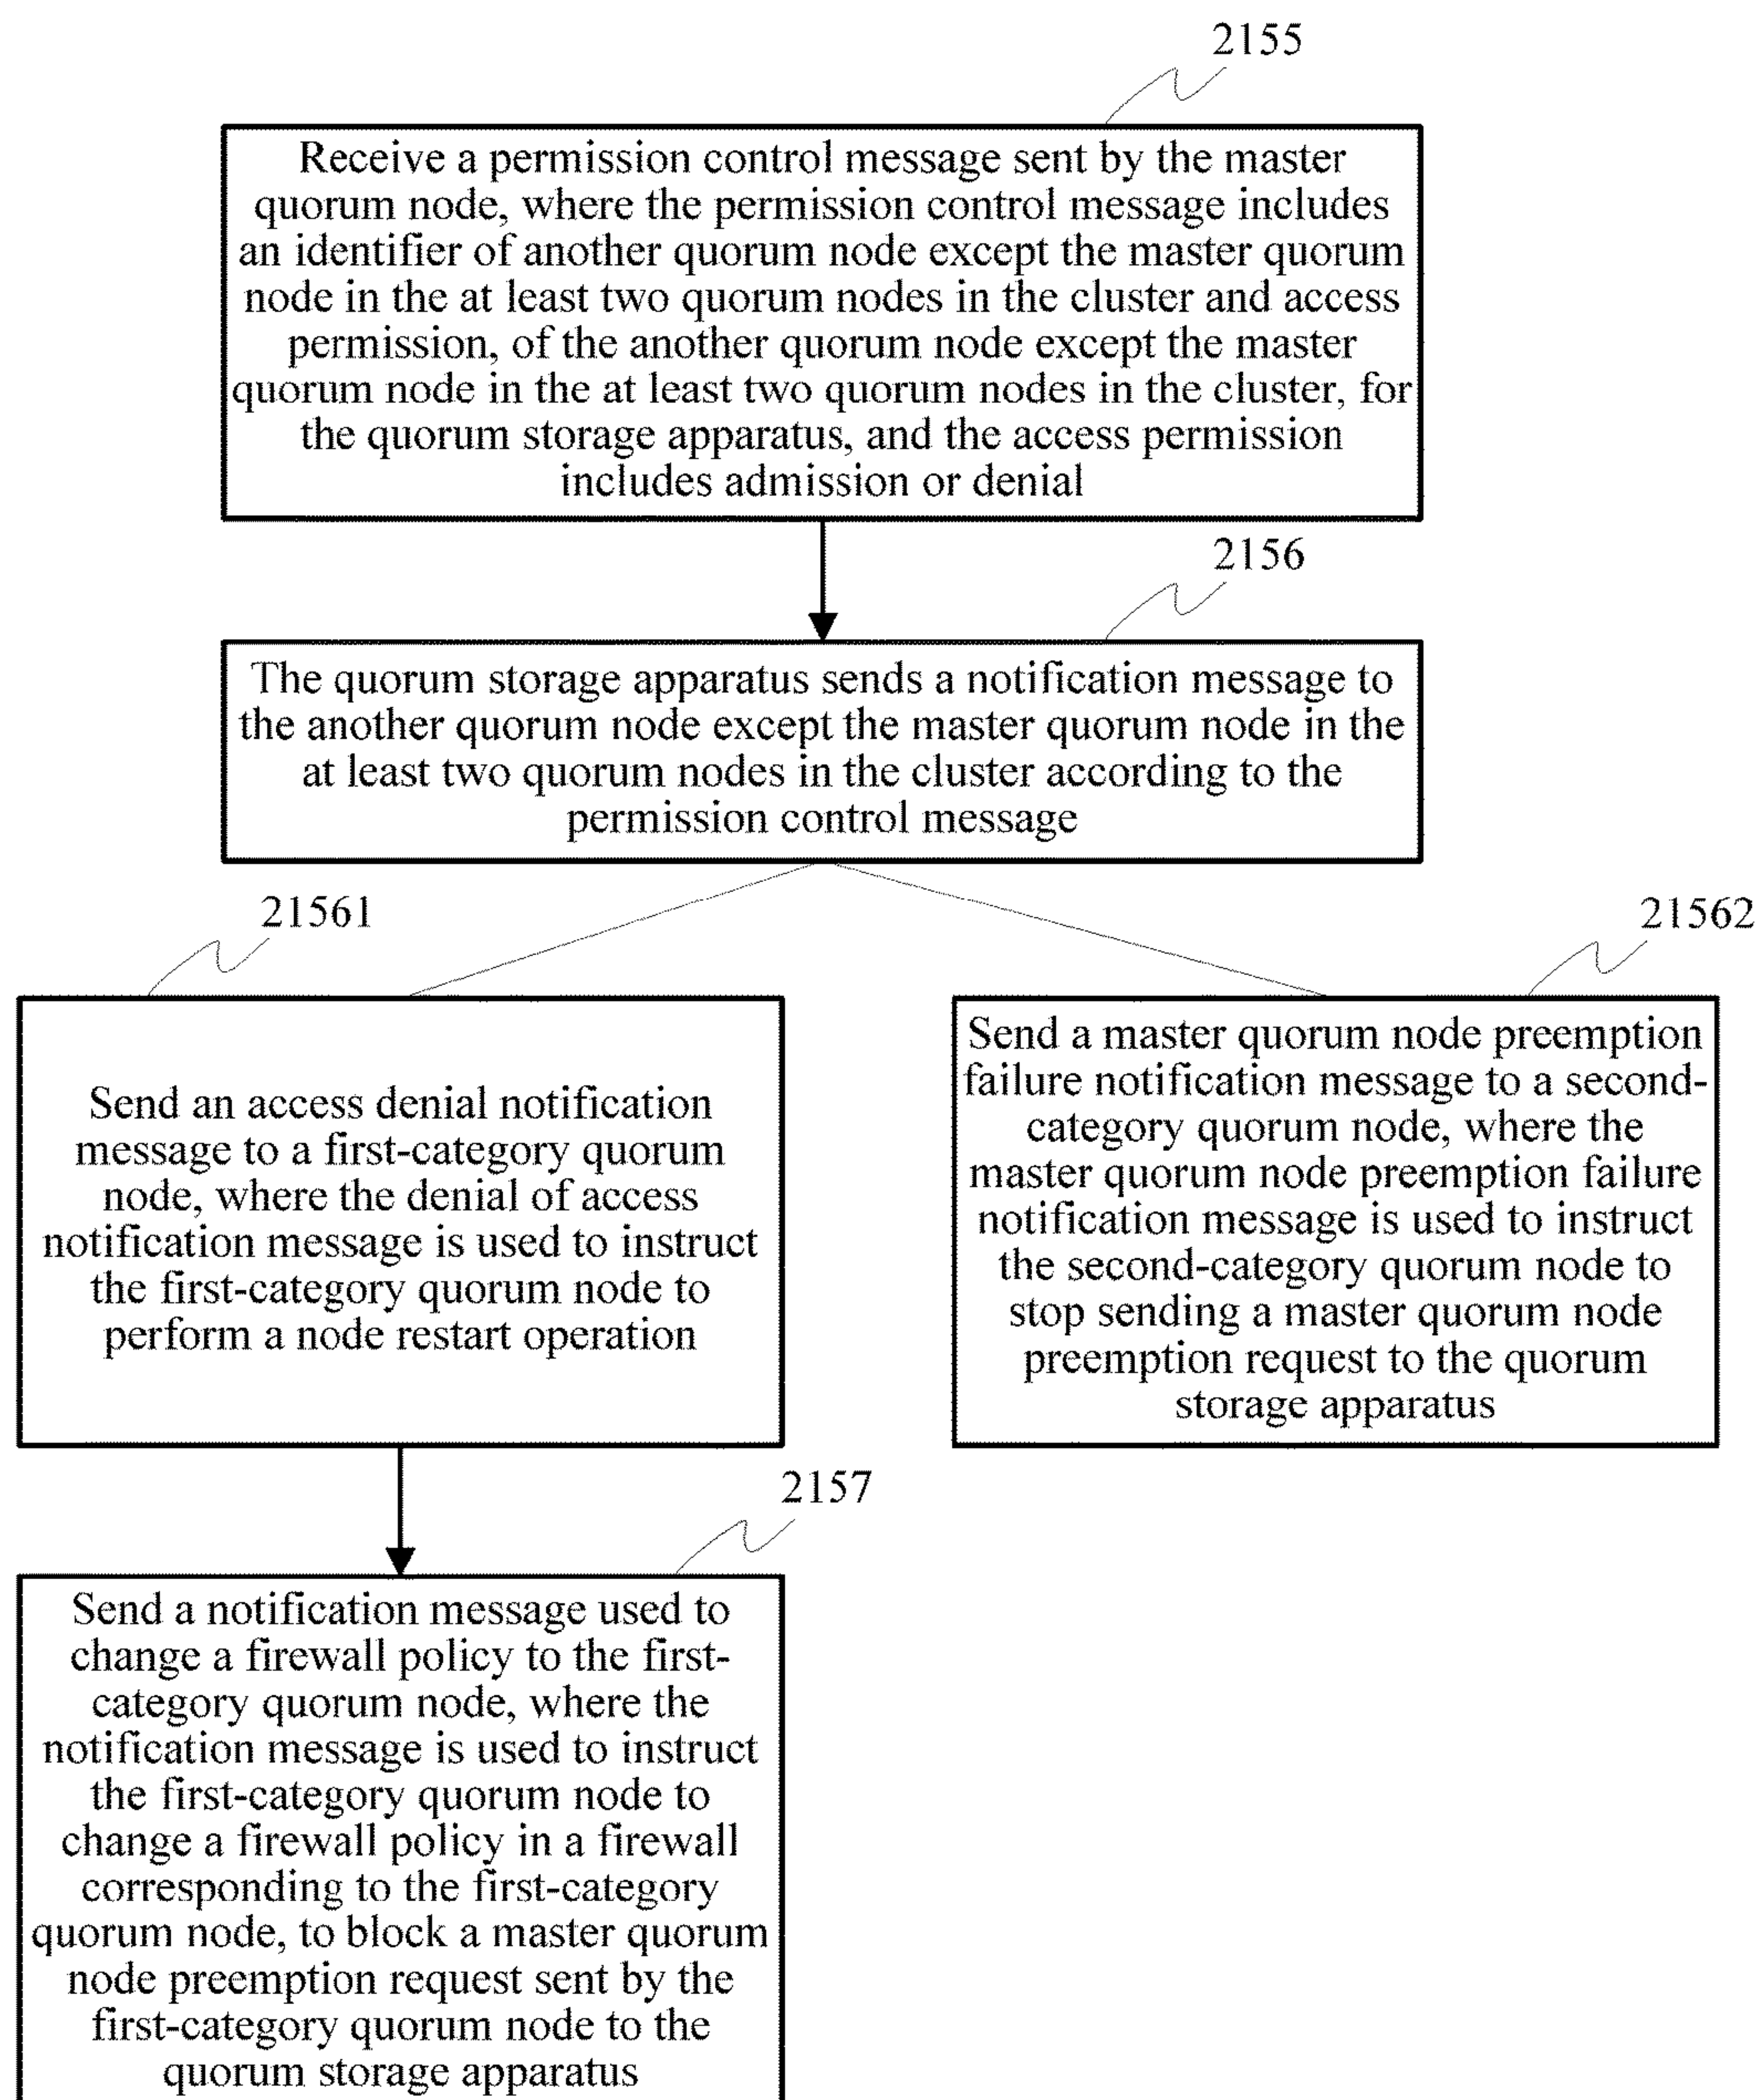 2155
Receive a permission control message sent by the master
quorum node, where the permission control message includes
an identifier of another quorum node except the master quorum
node in the at least two quorum nodes in the cluster and access
permission, of the another quorum node except the master
quorum node in the at least two quorum nodes in the cluster, for
the quorum storage apparatus, and the access permission
includes admission or denial
2156
The quorum storage apparatus sends a notification message to
the another quorum node except the master quorum node in the
at least two quorum nodes in the cluster according to the
permission control message
21561
Send an access denial notification
message to a first-category quorum
node, where the denial of access
notification message is used to instruct
the first-category quorum node to
perform a node restart operation
21562
Send a master quorum node preemption
failure notification message to a second-
category quorum node, where the
master quorum node preemption failure
notification message is used to instruct
the second-category quorum node to
stop sending a master quorum node
preemption request to the quorum
storage apparatus
2157
Send a notification message used to
change a firewall policy to the first-
category quorum node, where the
notification message is used to instruct
the first-category quorum node to
change a firewall policy in a firewall
corresponding to the first-category
quorum node, to block a master quorum
node preemption request sent by the
first-category quorum node to the
quorum storage apparatus